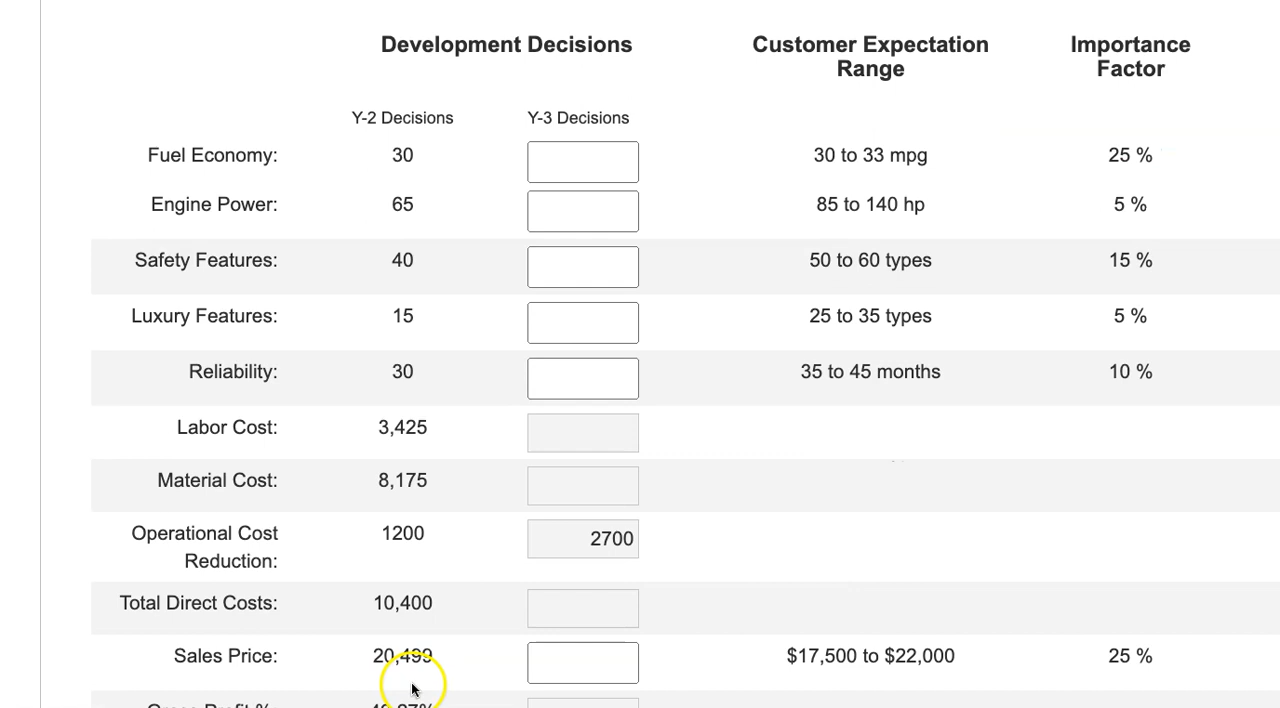 Development Decisions Customer Expectation Range Importance Factor
Y-2 Decisions Y-3 Decisions
Fuel Economy: 30 30 to 33 mpg 25 %
Engine Power: 65 85 to 140 hp 5 %
Safety Features: 40 50 to 60 types 15 %
Luxury Features: 15 25 to 35 types 5 %
Reliability: 30 35 to 45 months 10 %
Labor Cost: 3,425
Material Cost: 8,175
Operational Cost Reduction: 1200 2700
Total Direct Costs: 10,400
Sales Price: 20,499 $17,500 to $22,000 25 %